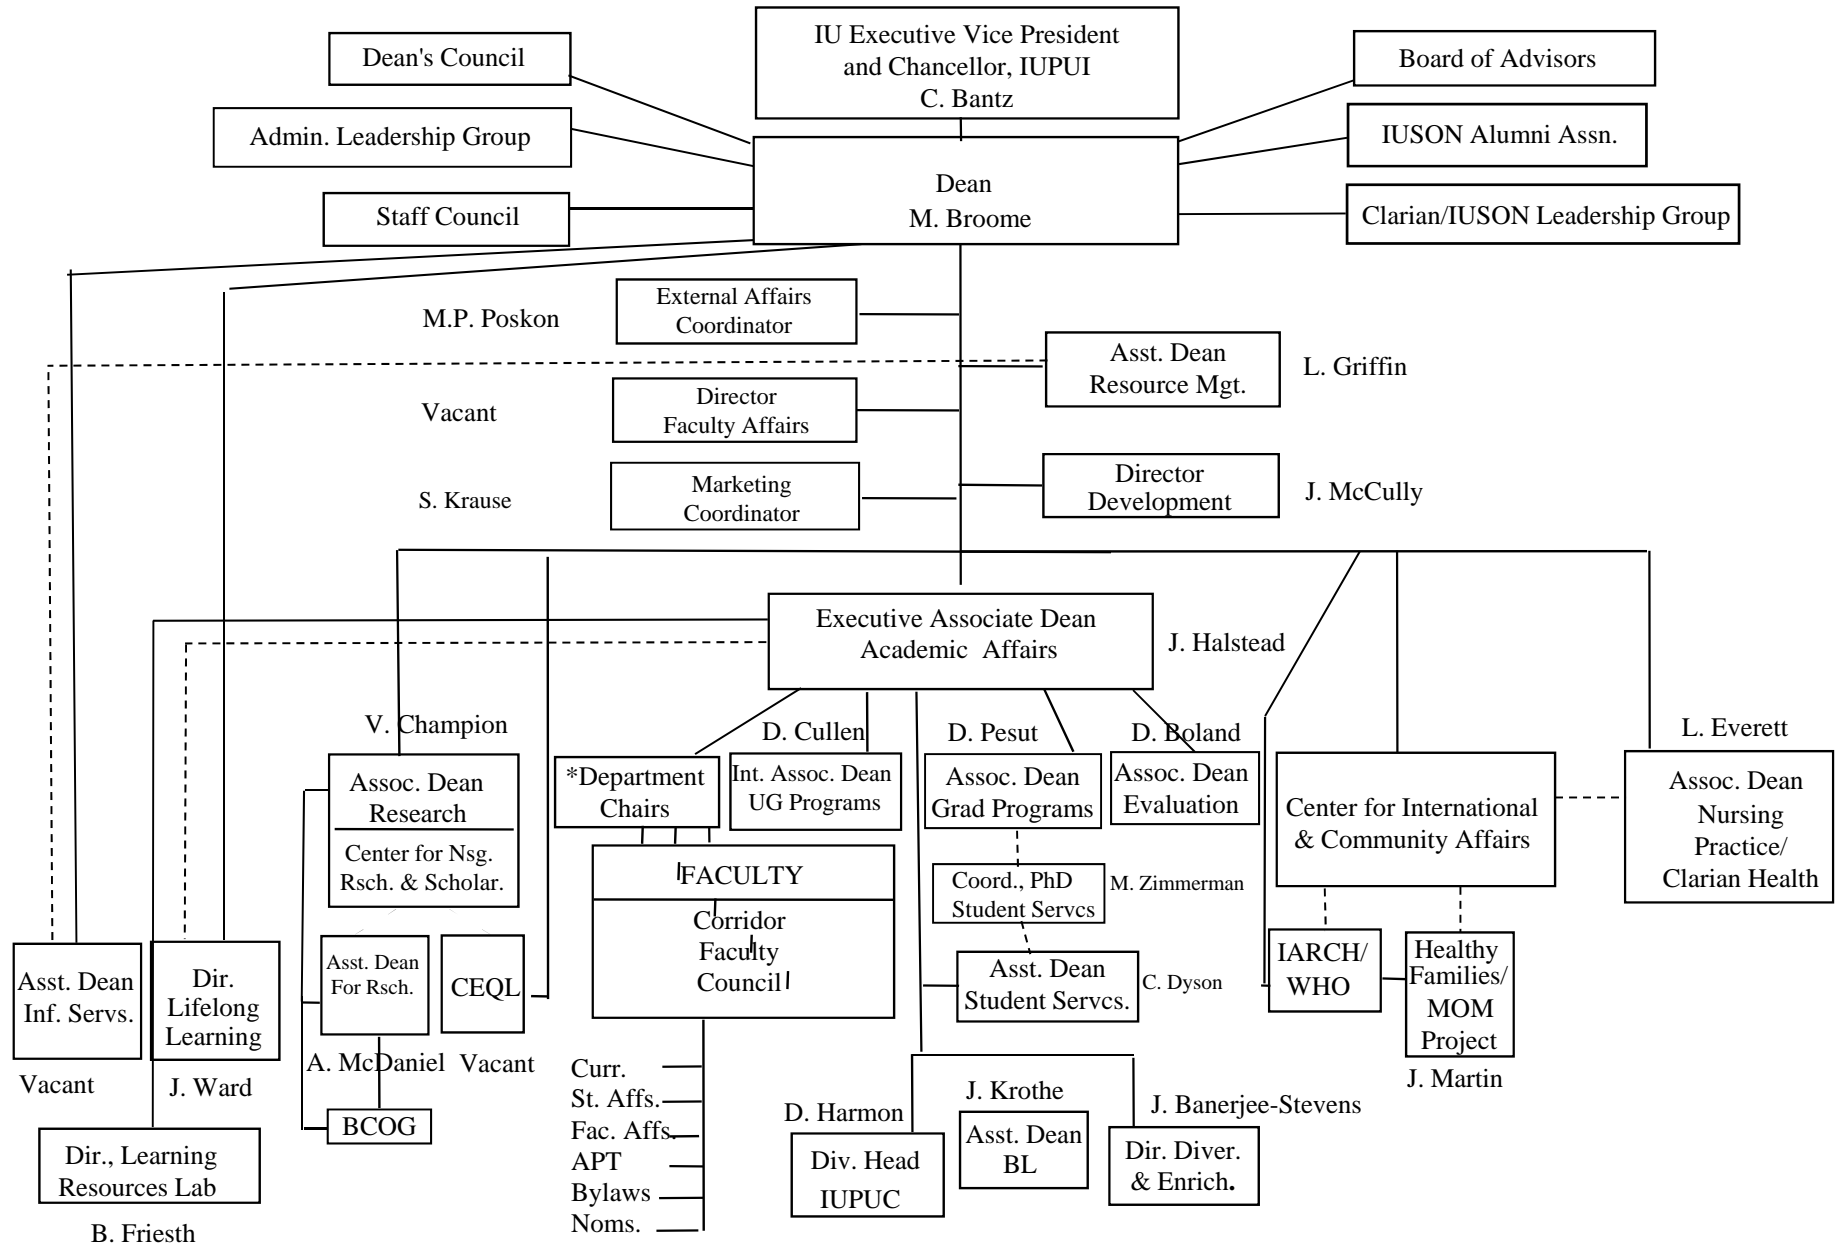 IU Executive Vice President
and Chancellor, IUPUI
C. Bantz
Dean's Council
Board of Advisors
Admin. Leadership Group
IUSON Alumni Assn.
Dean
M. Broome
Staff Council
Clarian/IUSON Leadership Group
M.P. Poskon
External Affairs
Coordinator
Asst. Dean
Resource Mgt.
L. Griffin
Vacant
Director
Faculty Affairs
S. Krause
Marketing
Coordinator
Director
Development
J. McCully
Executive Associate Dean
Academic Affairs
J. Halstead
V. Champion
Assoc. Dean
Research
Center for Nsg.
Rsch. & Scholar.
*Department
Chairs
D. Cullen
Int. Assoc. Dean
UG Programs
D. Pesut
Assoc. Dean
Grad Programs
D. Boland
Assoc. Dean
Evaluation
Center for International
& Community Affairs
L. Everett
Assoc. Dean
Nursing
Practice/
Clarian Health
FACULTY
Corridor
Faculty
Council
Coord., PhD
Student Servcs
M. Zimmerman
Asst. Dean
Student Servcs.
C. Dyson
IARCH/
WHO
Healthy
Families/
MOM
Project
J. Martin
Asst. Dean
Inf. Servs.
Vacant
Dir.
Lifelong
Learning
J. Ward
Asst. Dean
For Rsch.
A. McDaniel
CEQL
Vacant
BCOG
Dir., Learning
Resources Lab
B. Friesth
Curr.
St. Affs.
Fac. Affs.
APT
Bylaws
Noms.
D. Harmon
Div. Head
IUPUC
J. Krothe
Asst. Dean
BL
J. Banerjee-Stevens
Dir. Diver.
& Enrich.